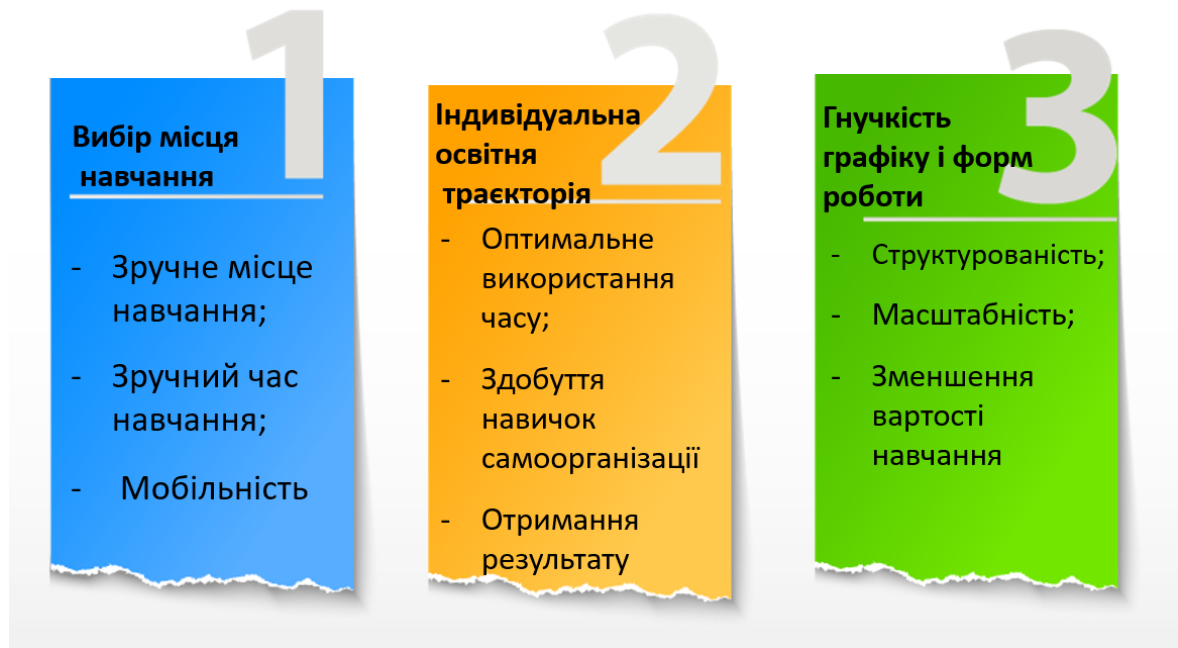 1
Вибір місця
навчання
- Зручне місце
навчання;
- Зручний час
навчання;
- Мобільність
2
Індивідуальна
освітня
траєкторія
- Оптимальне
використання
часу;
- Здобуття
навичок
самоорганізації
- Отримання
результату
3
Гнучкість
графіку і форм
роботи
- Структурованість;
- Масштабність;
- Зменшення
вартості
навчання